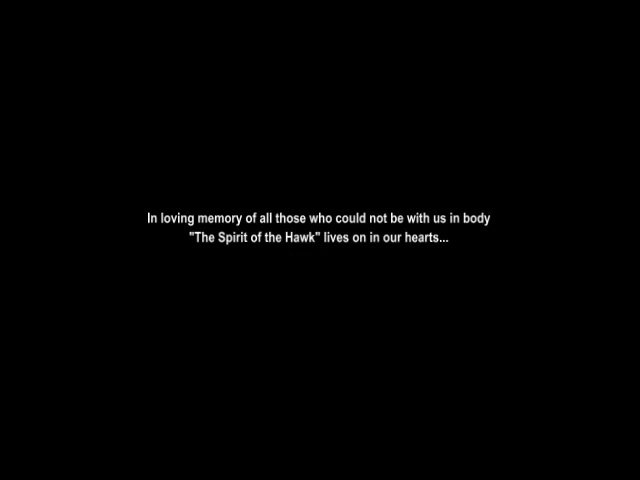 In loving memory of all those who could not be with us in body
"The Spirit of the Hawk" lives on in our hearts...